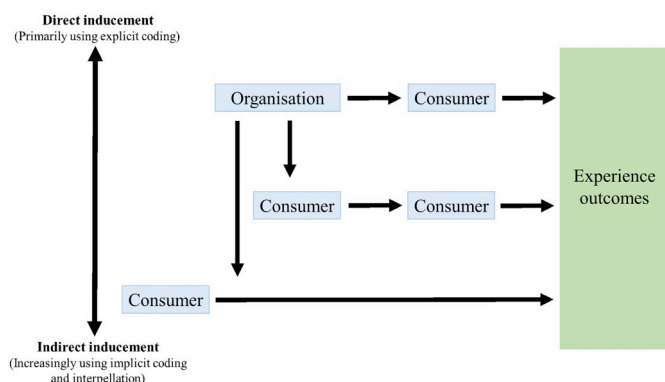 Direct inducement
(Primarily using explicit coding)
Organisation
Consumer
Consumer
Consumer
Experience
outcomes
Consumer
Indirect inducement
(Increasingly using implicit coding
and interpellation)